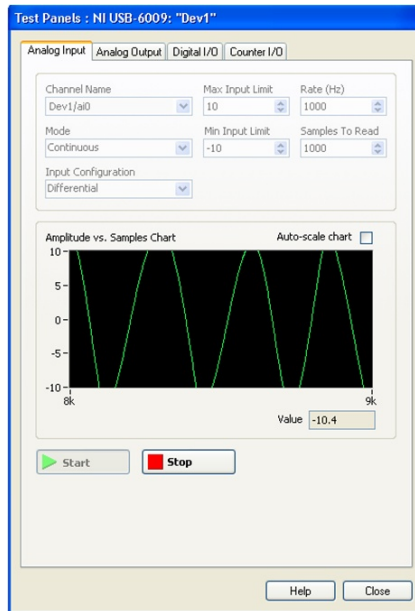 Test Panels : NI USB-6009: "Dev1"
Analog Input Analog Output Digital I/O Counter I/O
Channel Name Max Input Limit Rate (Hz)
Dev1/ai0 10 1000
Mode Min Input Limit Samples To Read
Continuous -10 1000
Input Configuration
Differential
Amplitude vs. Samples Chart Auto-scale chart
10
5
0
-5
-10
8k 9k
Value -10.4
Start Stop
Help Close